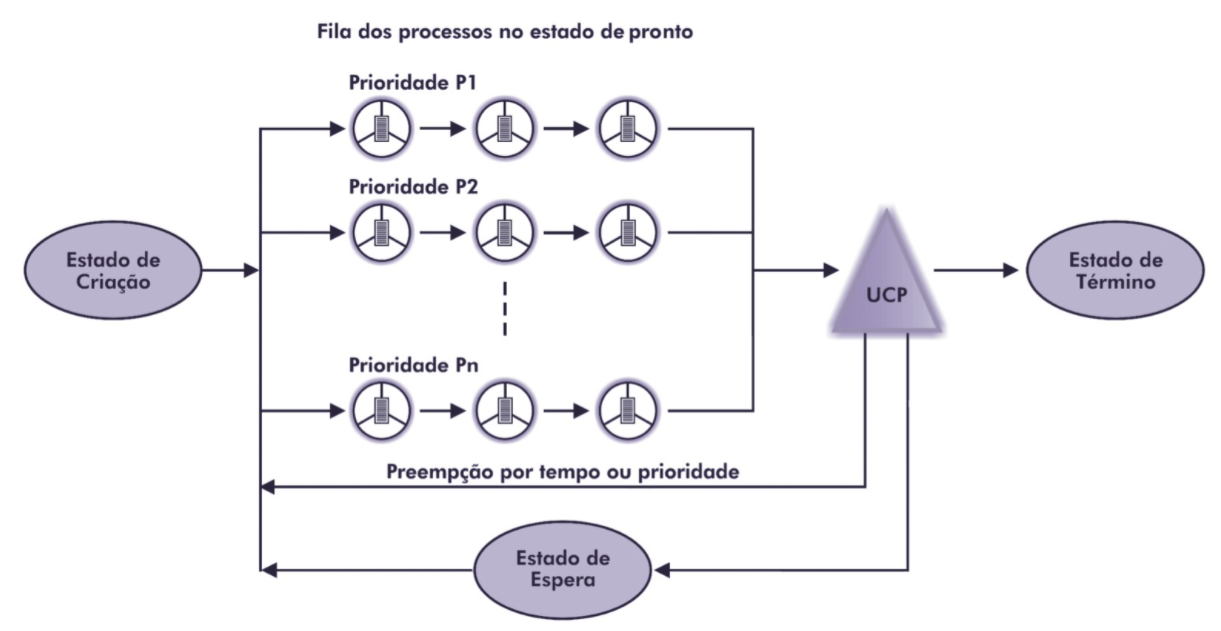 Fila dos processos no estado de pronto
Prioridade P1
Prioridade P2
Estado de
Criação
UCP
Estado de
Término
Prioridade Pn
Preempção por tempo ou prioridade
Estado de
Espera